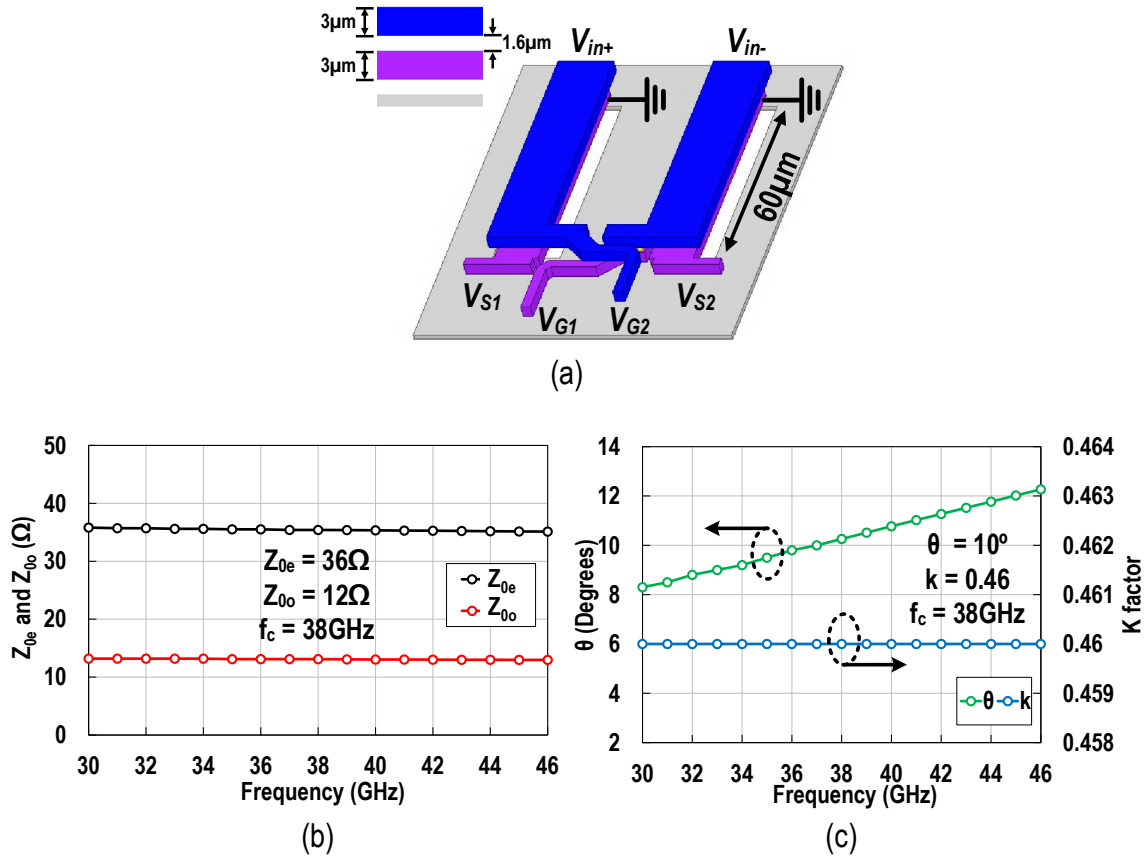 3μm
1.6μm
3μm
V_in+
V_in-
60μm
V_S1
V_G1
V_G2
V_S2
(a)
Z_0e and Z_0o (Ω)
50
40
30
20
10
0
Z_0e = 36Ω
Z_0o = 12Ω
f_c = 38GHz
Z_0e
Z_0o
30 32 34 36 38 40 42 44 46
Frequency (GHz)
(b)
θ (Degrees)
14
12
10
8
6
4
2
θ = 10º
k = 0.46
f_c = 38GHz
θ k
0.464
0.463
0.462
0.461
0.46
0.459
0.458
K factor
30 32 34 36 38 40 42 44 46
Frequency (GHz)
(c)